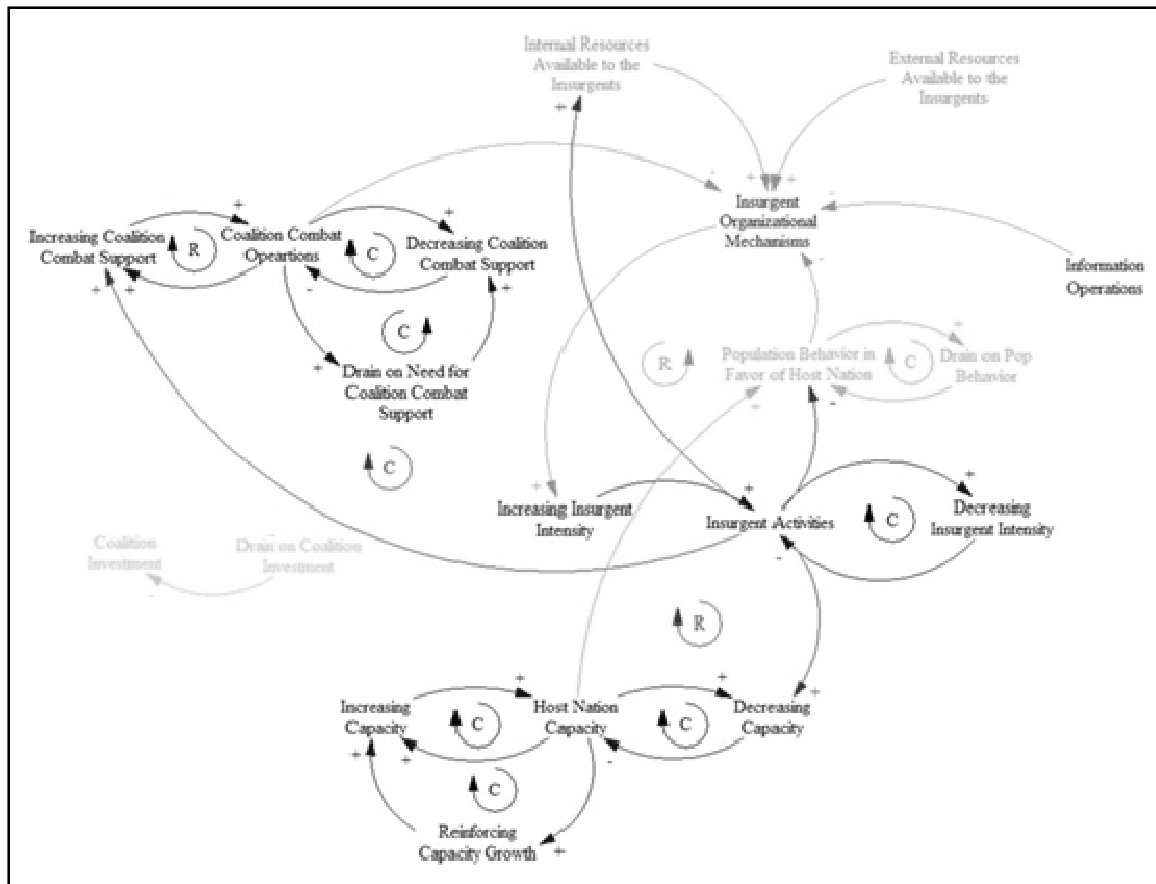 Internal Resources
Available to the
Insurgents
External Resources
Available to the
Insurgents
+
-
+
+
-
Insurgent
Organizational
Mechanisms
-
Information
Operations
+
+
Increasing Coalition
Combat Support
R
Coalition Combat
Opeartions
C
Decreasing Coalition
Combat Support
+
+
-
+
C
+
Drain on Need for
Coalition Combat
Support
R
Population Behavior in
Favor of Host Nation
+
C
Drain on Pop
Behavior
+
-
-
C
+
Increasing Insurgent
Intensity
+
Insurgent Activities
C
+
Decreasing
Insurgent Intensity
-
Coalition
Investment
-
Drain on Coalition
Investment
-
R
+
+
+
Increasing
Capacity
C
Host Nation
Capacity
C
Decreasing
Capacity
+
+
-
C
Reinforcing
Capacity Growth
+